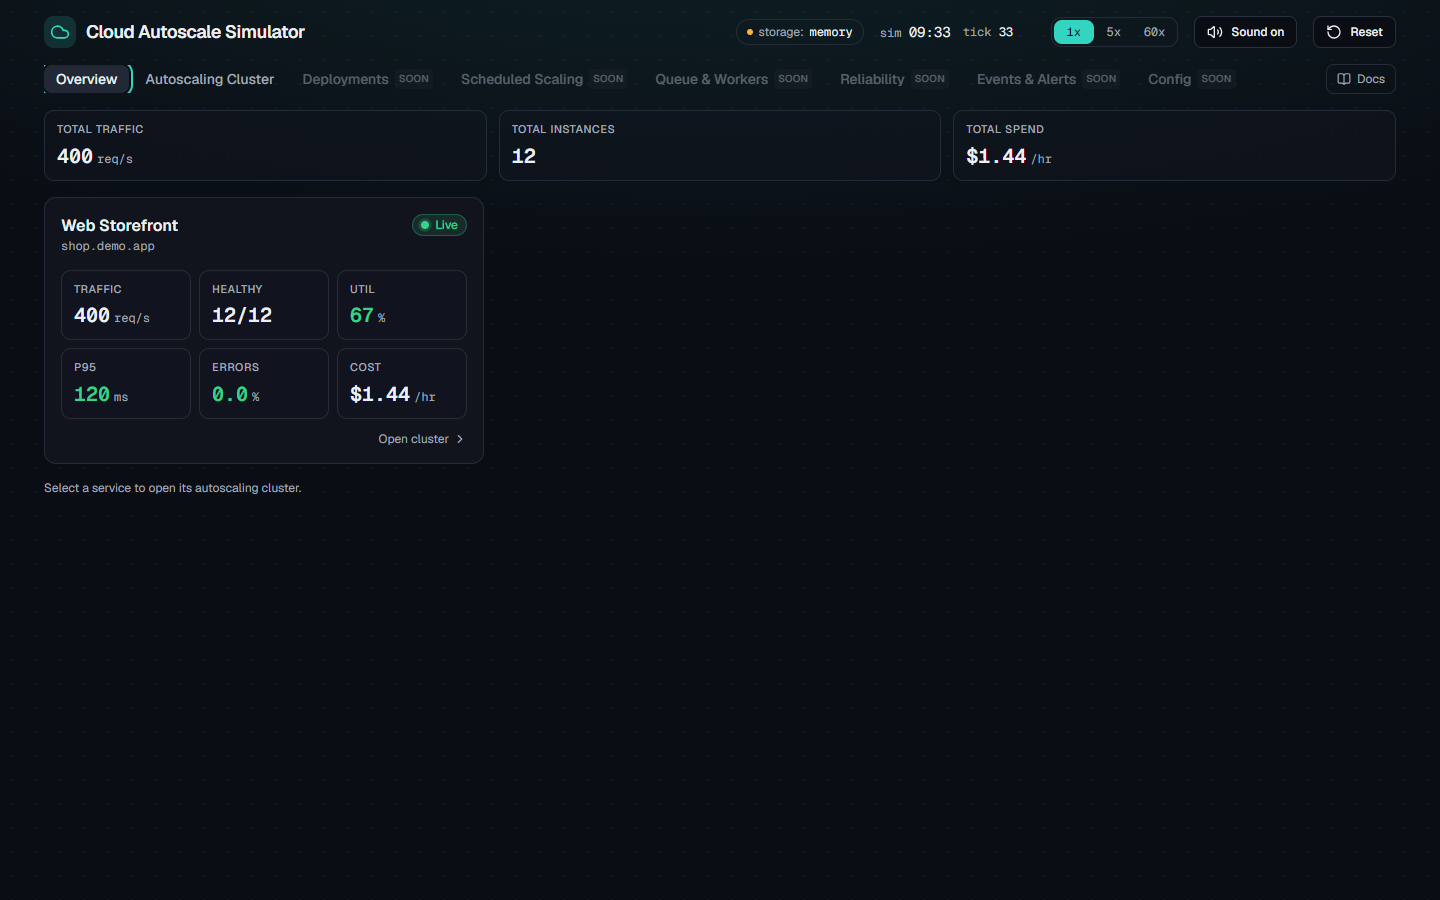 Cloud Autoscale Simulator
storage: memory
sim 09:33 tick 33
1x 5x 60x
Sound on
Reset
Overview
Autoscaling Cluster
Deployments SOON
Scheduled Scaling SOON
Queue & Workers SOON
Reliability SOON
Events & Alerts SOON
Config SOON
Docs
TOTAL TRAFFIC
400 req/s
TOTAL INSTANCES
12
TOTAL SPEND
$1.44 /hr
Web Storefront
Live
shop.demo.app
TRAFFIC
400 req/s
HEALTHY
12/12
UTIL
67 %
P95
120 ms
ERRORS
0.0 %
COST
$1.44 /hr
Open cluster
Select a service to open its autoscaling cluster.